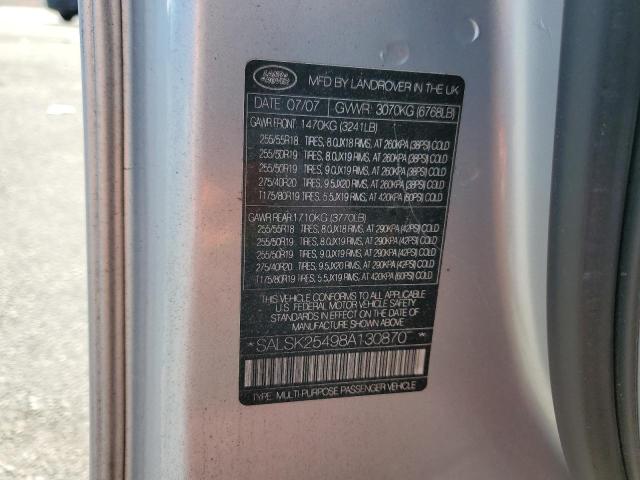 LAND ROVER
MFD BY LANDROVER IN THE UK
DATE 07/07 GVWR: 3070KG (6768LB)
GAWR FRONT: 1470KG (3241LB)
255/55R18 TIRES, 8.0JX18 RIMS, AT 260KPA (38PSI) COLD
255/50R19 TIRES, 8.0JX19 RIMS, AT 260KPA (38PSI) COLD
255/50R19 TIRES, 9.0JX19 RIMS, AT 260KPA (38PSI) COLD
275/40R20 TIRES, 9.5JX20 RIMS, AT 260KPA (38PSI) COLD
T175/80R19 TIRES, 5.5JX19 RIMS, AT 420KPA (60PSI) COLD
GAWR REAR: 1710KG (3770LB)
255/55R18 TIRES, 8.0JX18 RIMS, AT 290KPA (42PSI) COLD
255/50R19 TIRES, 8.0JX19 RIMS, AT 290KPA (42PSI) COLD
255/50R19 TIRES, 9.0JX19 RIMS, AT 290KPA (42PSI) COLD
275/40R20 TIRES, 9.5JX20 RIMS, AT 290KPA (42PSI) COLD
T175/80R19 TIRES, 5.5JX19 RIMS, AT 420KPA (60PSI) COLD
THIS VEHICLE CONFORMS TO ALL APPLICABLE
U.S. FEDERAL MOTOR VEHICLE SAFETY
STANDARDS IN EFFECT ON THE DATE OF
MANUFACTURE SHOWN ABOVE.
*SALSK25498A130870*
TYPE: MULTI-PURPOSE PASSENGER VEHICLE